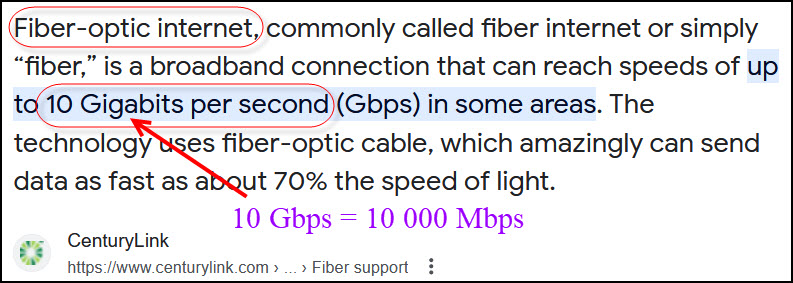 Fiber-optic internet, commonly called fiber internet or simply
“fiber,” is a broadband connection that can reach speeds of up
to 10 Gigabits per second (Gbps) in some areas. The
technology uses fiber-optic cable, which amazingly can send
data as fast as about 70% the speed of light.
10 Gbps = 10 000 Mbps
CenturyLink
https://www.centurylink.com › ... › Fiber support